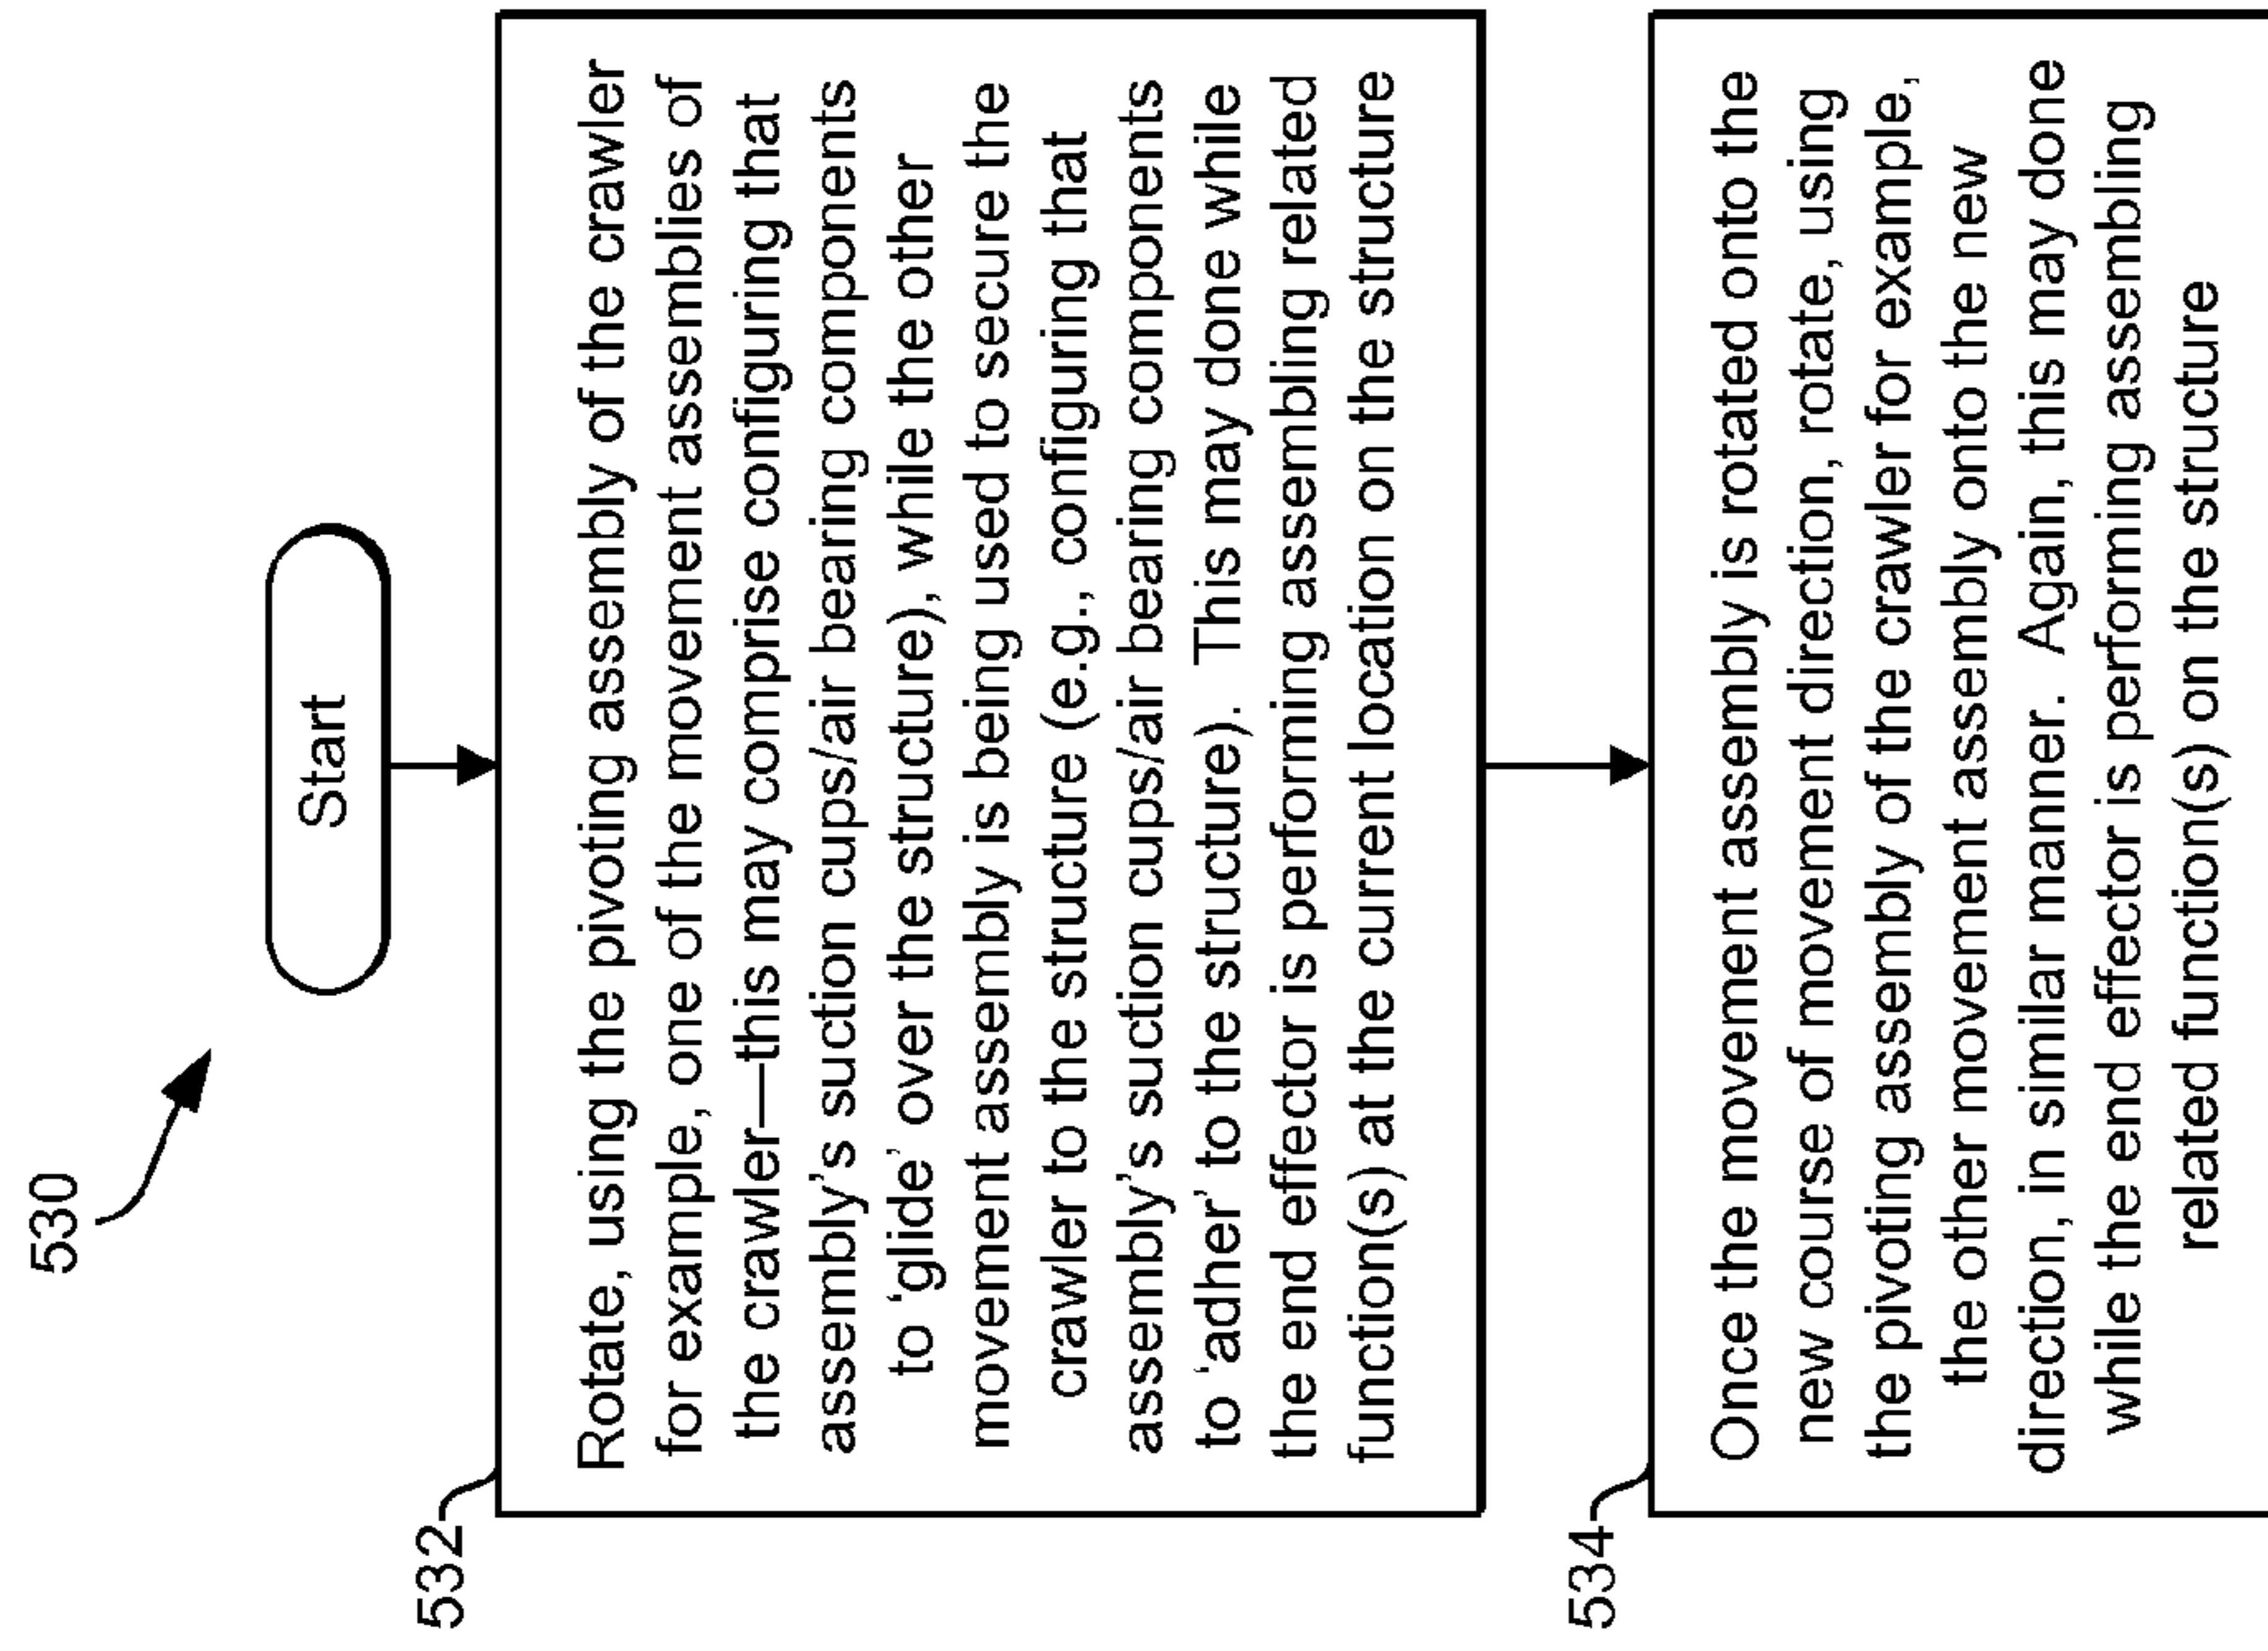 530
Start
532
Rotate, using the pivoting assembly of the crawler
for example, one of the movement assemblies of
the crawler—this may comprise configuring that
assembly's suction cups/air bearing components
to 'glide' over the structure), while the other
movement assembly is being used to secure the
crawler to the structure (e.g., configuring that
assembly's suction cups/air bearing components
to 'adher' to the structure). This may done while
the end effector is performing assembling related
function(s) at the current location on the structure
534
Once the movement assembly is rotated onto the
new course of movement direction, rotate, using
the pivoting assembly of the crawler for example,
the other movement assembly onto the new
direction, in similar manner. Again, this may done
while the end effector is performing assembling
related function(s) on the structure